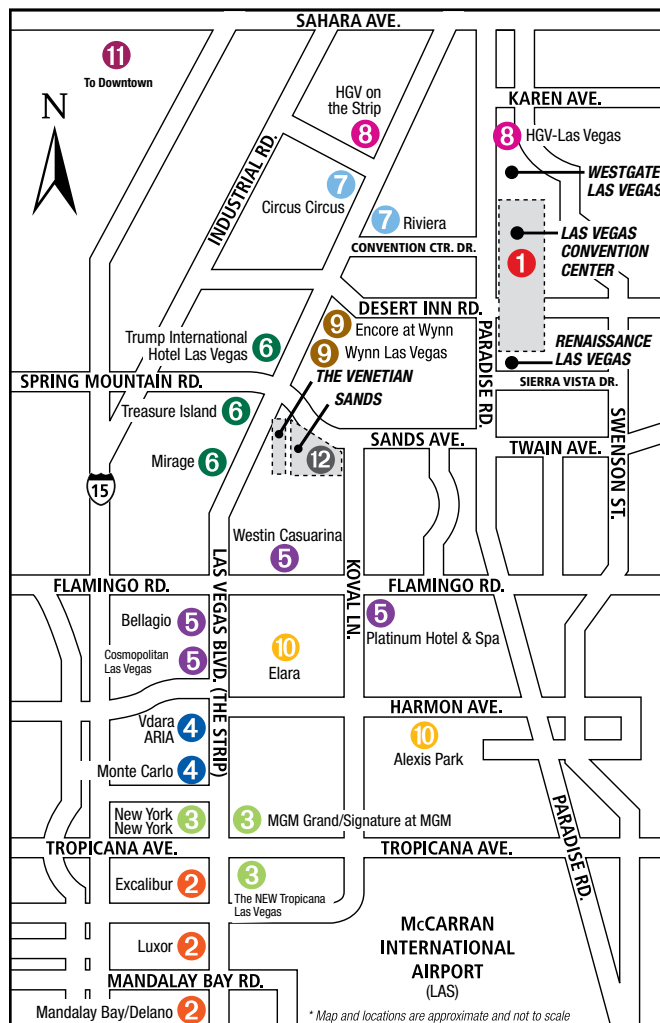 SAHARA AVE.
11
To Downtown
N
HGV on
the Strip
8
KAREN AVE.
8 HGV-Las Vegas
INDUSTRIAL RD.
WESTGATE
LAS VEGAS
7
Circus Circus
7 Riviera
LAS VEGAS
CONVENTION
CENTER
CONVENTION CTR. DR.
1
DESERT INN RD.
9 Encore at Wynn
Trump International
Hotel Las Vegas 6
9 Wynn Las Vegas
PARADISE RD.
RENAISSANCE
LAS VEGAS
THE VENETIAN
SPRING MOUNTAIN RD.
SIERRA VISTA DR.
SANDS
Treasure Island 6
SWENSON ST.
SANDS AVE.
TWAIN AVE.
Mirage 6
12
15
Westin Casuarina
5
LAS VEGAS BLVD. (THE STRIP)
KOVAL LN.
FLAMINGO RD.
FLAMINGO RD.
Bellagio 5
5
Platinum Hotel & Spa
10
Elara
Cosmopolitan
Las Vegas 5
HARMON AVE.
Vdara
ARIA 4
10
Alexis Park
Monte Carlo 4
PARADISE RD.
New York
New York 3
3 MGM Grand/Signature at MGM
TROPICANA AVE.
TROPICANA AVE.
Excalibur 2
3
The NEW Tropicana
Las Vegas
Luxor 2
McCARRAN
INTERNATIONAL
AIRPORT
(LAS)
MANDALAY BAY RD.
Mandalay Bay/Delano 2
* Map and locations are approximate and not to scale